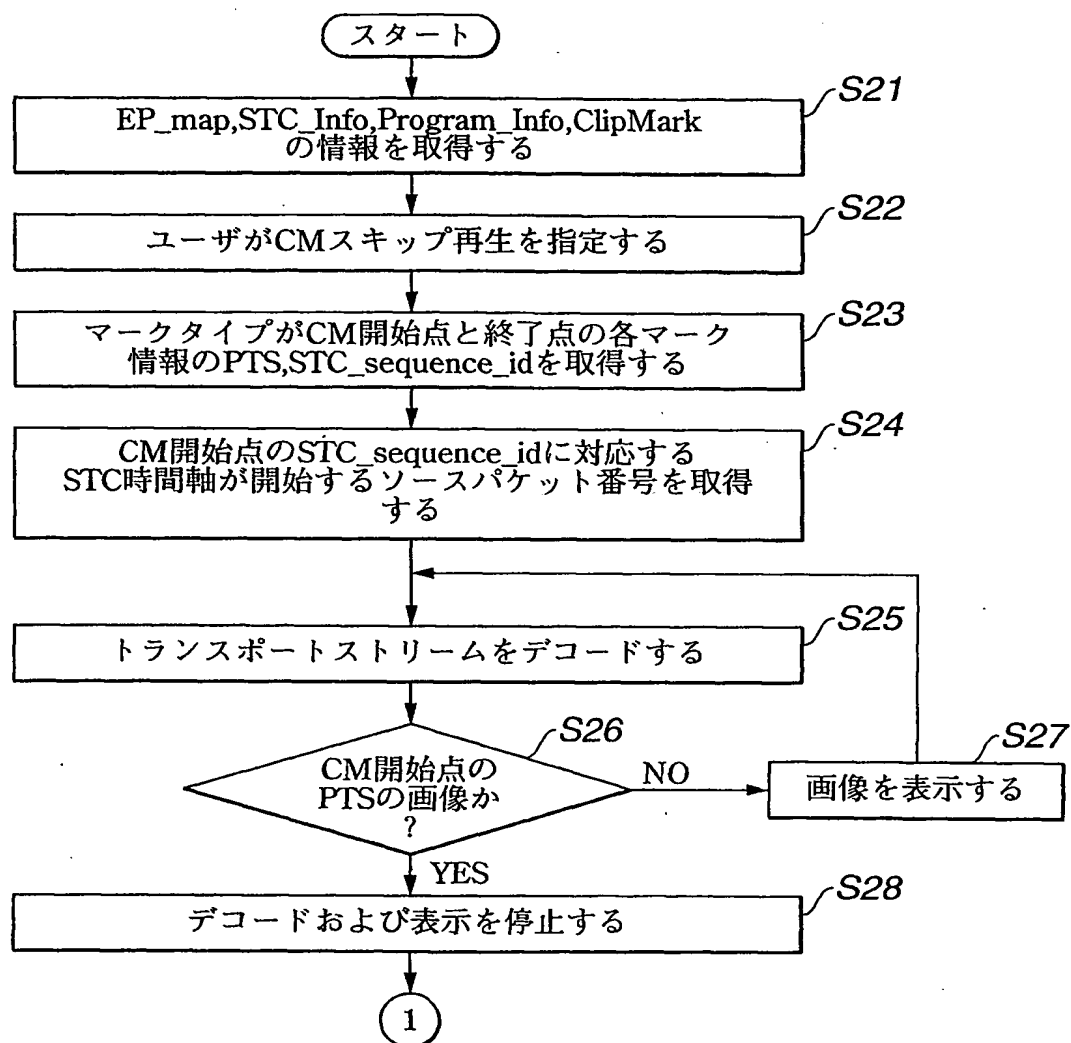 スタート
S21
EP_map,STC_Info,Program_Info,ClipMark
の情報を取得する
S22
ユーザがCMスキップ再生を指定する
S23
マークタイプがCM開始点と終了点の各マーク
情報のPTS,STC_sequence_idを取得する
S24
CM開始点のSTC_sequence_idに対応する
STC時間軸が開始するソースパケット番号を取得
する
S25
トランスポートストリームをデコードする
S26
CM開始点の
PTSの画像か
?
NO
S27
画像を表示する
YES
S28
デコードおよび表示を停止する
1